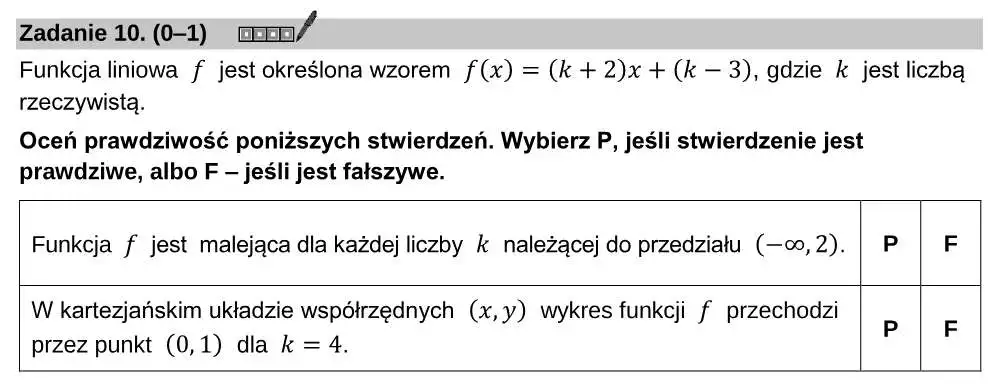 Zadanie 10. (0–1)
Funkcja liniowa f jest określona wzorem f(x) = (k + 2)x + (k − 3), gdzie k jest liczbą
rzeczywistą.
Oceń prawdziwość poniższych stwierdzeń. Wybierz P, jeśli stwierdzenie jest
prawdziwe, albo F – jeśli jest fałszywe.
Funkcja f jest malejąca dla każdej liczby k należącej do przedziału (−∞, 2). P F
W kartezjańskim układzie współrzędnych (x, y) wykres funkcji f przechodzi
przez punkt (0, 1) dla k = 4. P F